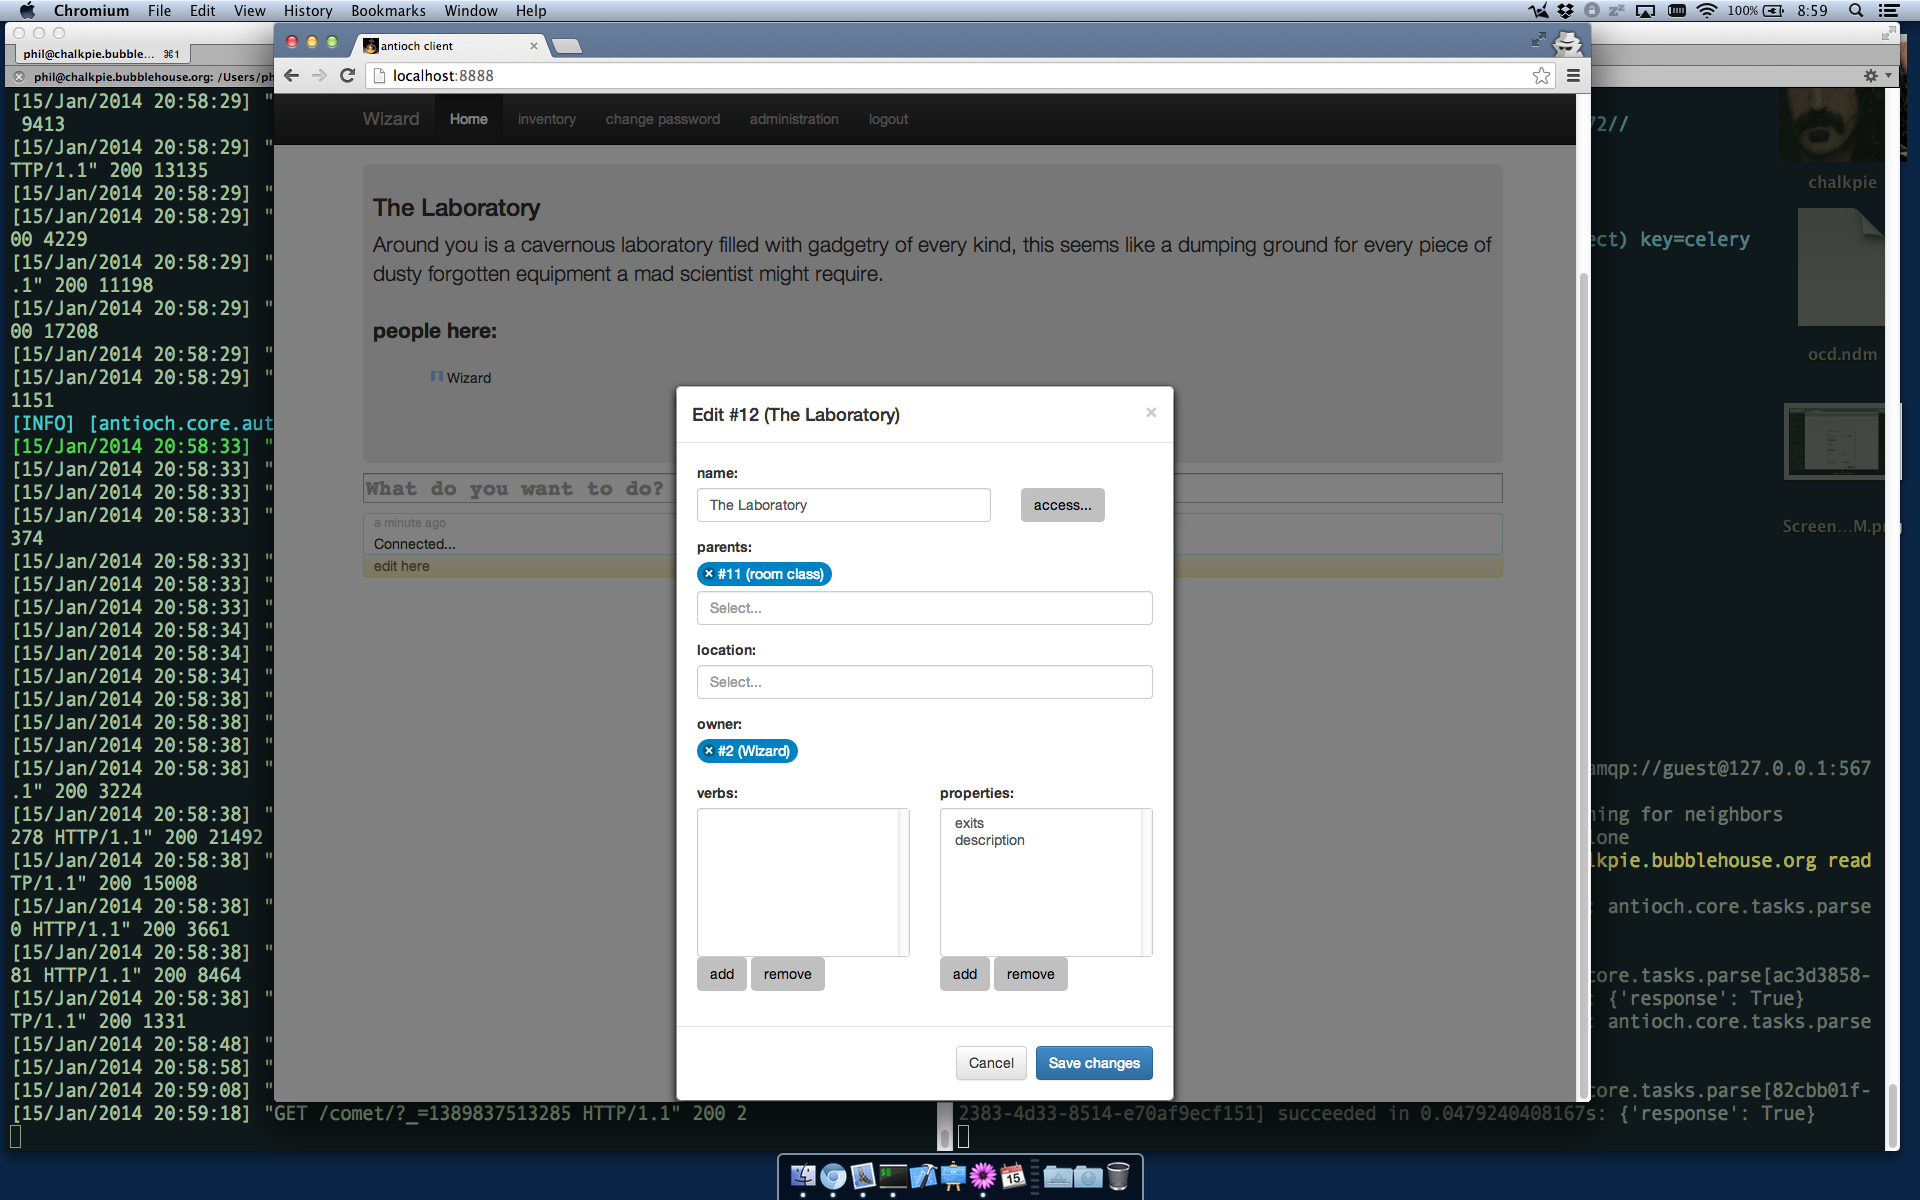 Chromium File Edit View History Bookmarks Window Help 100% 8:59
phil@chalkpie.bubble... ⌘1
phil@chalkpie.bubblehouse.org: /Users/ph
antioch client
localhost:8888
Wizard Home inventory change password administration logout
The Laboratory
Around you is a cavernous laboratory filled with gadgetry of every kind, this seems like a dumping ground for every piece of
dusty forgotten equipment a mad scientist might require.
people here:
Wizard
What do you want to do?
a minute ago
Connected...
edit here
Edit #12 (The Laboratory)
×
name:
The Laboratory
access...
parents:
#11 (room class)
Select...
location:
Select...
owner:
#2 (Wizard)
verbs:
add remove
properties:
exits
description
add remove
Cancel Save changes
[15/Jan/2014 20:58:29] "
9413
[15/Jan/2014 20:58:29] "
TTP/1.1" 200 13135
[15/Jan/2014 20:58:29] "
[15/Jan/2014 20:58:29] "
00 4229
[15/Jan/2014 20:58:29] "
.1" 200 11198
[15/Jan/2014 20:58:29] "
00 17208
[15/Jan/2014 20:58:29] "
[15/Jan/2014 20:58:29] "
1151
[INFO] [antioch.core.aut
[15/Jan/2014 20:58:33] "
[15/Jan/2014 20:58:33] "
[15/Jan/2014 20:58:33] "
[15/Jan/2014 20:58:33] "
374
[15/Jan/2014 20:58:33] "
[15/Jan/2014 20:58:33] "
[15/Jan/2014 20:58:33] "
[15/Jan/2014 20:58:34] "
[15/Jan/2014 20:58:34] "
[15/Jan/2014 20:58:34] "
[15/Jan/2014 20:58:38] "
[15/Jan/2014 20:58:38] "
[15/Jan/2014 20:58:38] "
[15/Jan/2014 20:58:38] "
.1" 200 3224
[15/Jan/2014 20:58:38] "
278 HTTP/1.1" 200 21492
[15/Jan/2014 20:58:38] "
TP/1.1" 200 15008
[15/Jan/2014 20:58:38] "
0 HTTP/1.1" 200 3661
[15/Jan/2014 20:58:38] "
81 HTTP/1.1" 200 8464
[15/Jan/2014 20:58:38] "
TP/1.1" 200 1331
[15/Jan/2014 20:58:48] "
[15/Jan/2014 20:58:58] "
[15/Jan/2014 20:59:08] "
[15/Jan/2014 20:59:18] "GET /comet/?_=1389837513285 HTTP/1.1" 200 2
72//
ect) key=celery
amqp://guest@127.0.0.1:567
ing for neighbors
one
lkpie.bubblehouse.org read
: antioch.core.tasks.parse
core.tasks.parse[ac3d3858-
: {'response': True}
: antioch.core.tasks.parse
core.tasks.parse[82cbb01f-
2383-4d33-8514-e70af9ecf151] succeeded in 0.0479240408167s: {'response': True}
chalkpie
ocd.ndm
Screen...M.pn
15